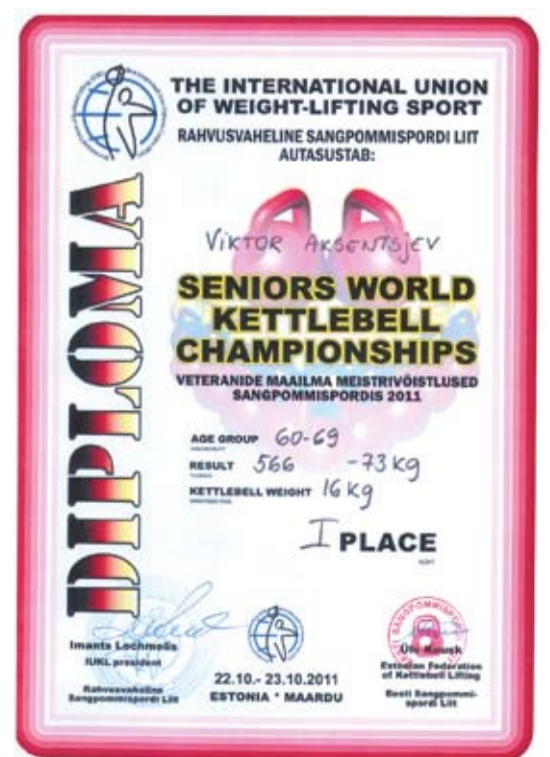 DIPLOMA
THE INTERNATIONAL UNION
OF WEIGHT-LIFTING SPORT
RAHVUSVAHELINE SANGPOMMISPORDI LIIT
AUTASUSTAB:
VIKTOR AKSENTSJEV
SENIORS WORLD
KETTLEBELL
CHAMPIONSHIPS
VETERANIDE MAAILMA MEISTRIVÕISTLUSED
SANGPOMMISPORDIS 2011
AGE GROUP 60-69
RESULT 566 -73 kg
KETTLEBELL WEIGHT 16 kg
I PLACE
KOHT
Imants Lochmelis
IUKL president
Rahvusvaheline
Sangpommispordi Liit
22.10.- 23.10.2011
ESTONIA * MAARDU
SANGPOMMISPOR
Kuusk
Estonian Federation
of Kettlebell Lifting
Eesti Sangpommi-
spordi Liit